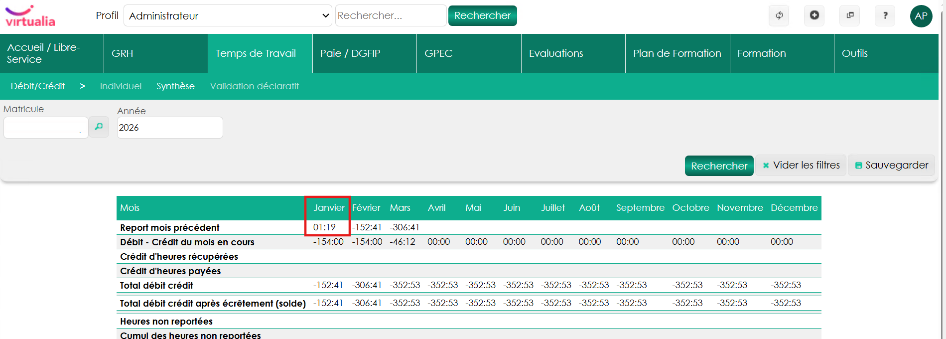 virtualia
Profil Administrateur Rechercher... Rechercher ? AP
Accueil / Libre-Service GRH Temps de Travail Paie / DGFIP GPEC Evaluations Plan de Formation Formation Outils
Débit/Crédit > Individuel Synthèse Validation déclaratif
Matricule Année
2026
Rechercher Vider les filtres Sauvegarder
Mois Janvier Février Mars Avril Mai Juin Juillet Août Septembre Octobre Novembre Décembre
Report mois précédent 01:19 -152:41 -306:41
Débit - Crédit du mois en cours -154:00 -154:00 -46:12 00:00 00:00 00:00 00:00 00:00 00:00 00:00 00:00 00:00
Crédit d'heures récupérées
Crédit d'heures payées
Total débit crédit -152:41 -306:41 -352:53 -352:53 -352:53 -352:53 -352:53 -352:53 -352:53 -352:53 -352:53 -352:53
Total débit crédit après écrêtement (solde) -152:41 -306:41 -352:53 -352:53 -352:53 -352:53 -352:53 -352:53 -352:53 -352:53 -352:53 -352:53
Heures non reportées
Cumul des heures non reportées